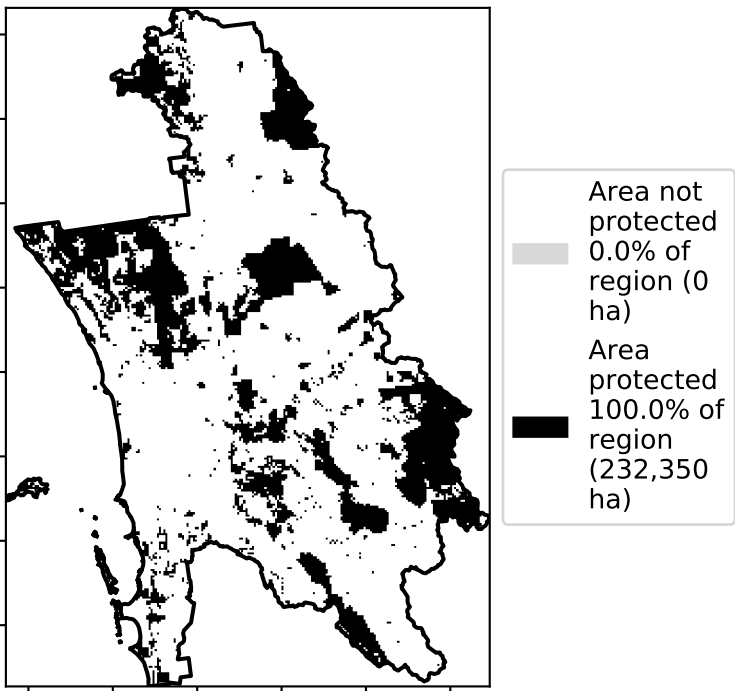 Area not
protected
0.0% of
region (0
ha)
Area
protected
100.0% of
region
(232,350
ha)